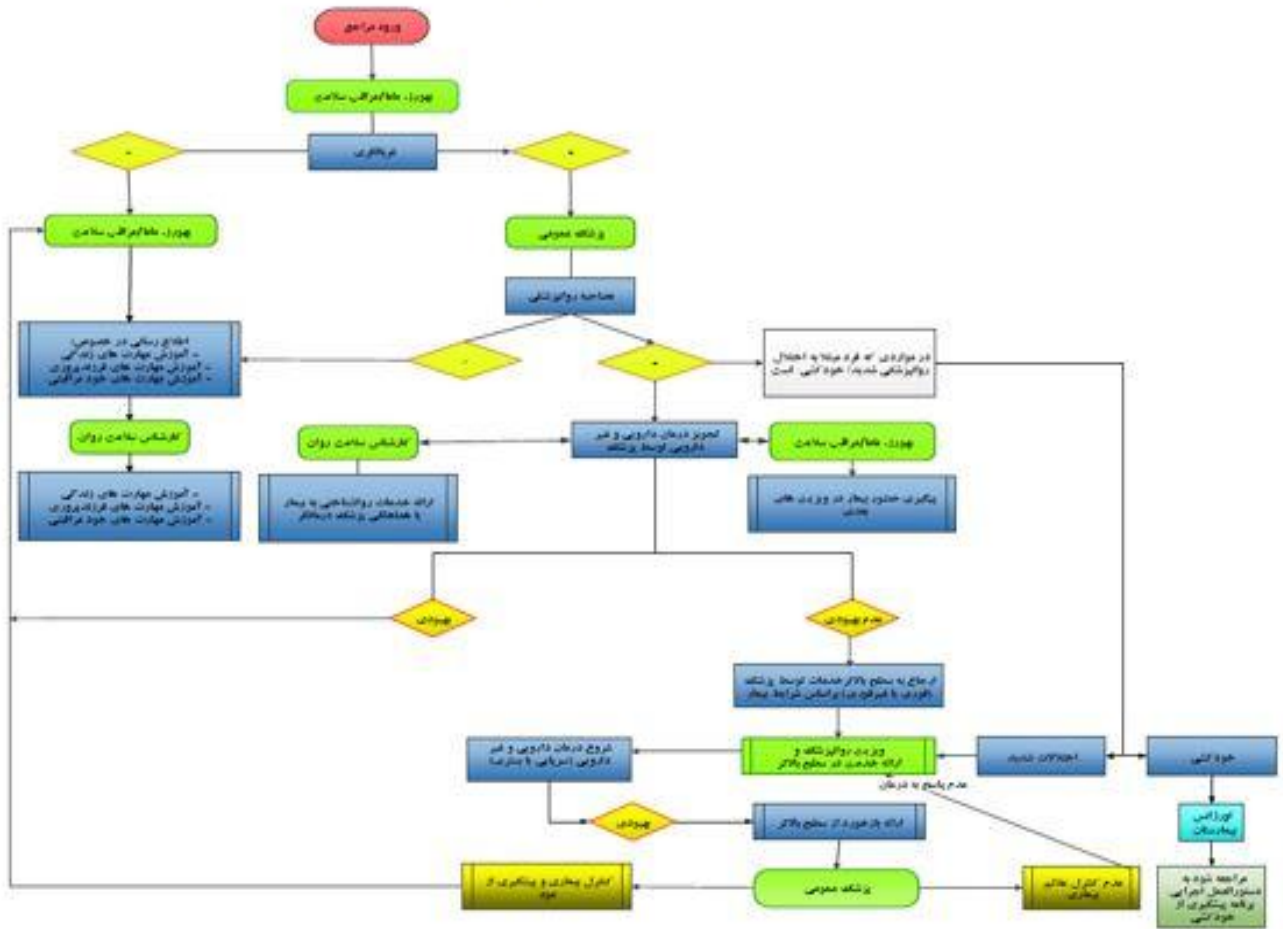 ورود مراجع
بهورز، ماما/مراقب سلامت
غربالگری
+
پزشک عمومی
بهورز، ماما/مراقب سلامت
مصاحبه روانپزشکی
اطلاع رسانی در خصوص:
- آموزش مهارت های زندگی
- آموزش مهارت های فرزندپروری
- آموزش مهارت های خود مراقبتی
-
در مواردی که فرد مبتلا به اختلال
روانپزشکی شدید/ خودکشی است
کارشناس سلامت روان
کارشناس سلامت روان
تجویز درمان دارویی و غیر
دارویی توسط پزشک
بهورز، ماما/مراقب سلامت
- آموزش مهارت های زندگی
- آموزش مهارت های فرزندپروری
- آموزش مهارت های خود مراقبتی
ارائه خدمات روانشناختی به بیمار
با هماهنگی پزشک درمانگر
پیگیری حضور بیمار در ویزیت های
بعدی
بهبودی
عدم بهبودی
ارجاع به سطح بالاتر خدمات توسط پزشک
(فوری یا غیرفوری) براساس شرایط بیمار
شروع درمان دارویی و غیر
دارویی (سرپایی یا بستری)
ویزیت روانپزشک و
ارائه خدمت در سطح بالاتر
اختلالات شدید
خودکشی
عدم پاسخ به درمان
بهبودی
ارائه بازخورد از سطح بالاتر
اورژانس
بیمارستان
کنترل بیماری و پیشگیری از
عود
پزشک عمومی
عدم کنترل علائم
بیماری
مراجعه شود به
دستورالعمل اجرایی
برنامه پیشگیری از
خودکشی